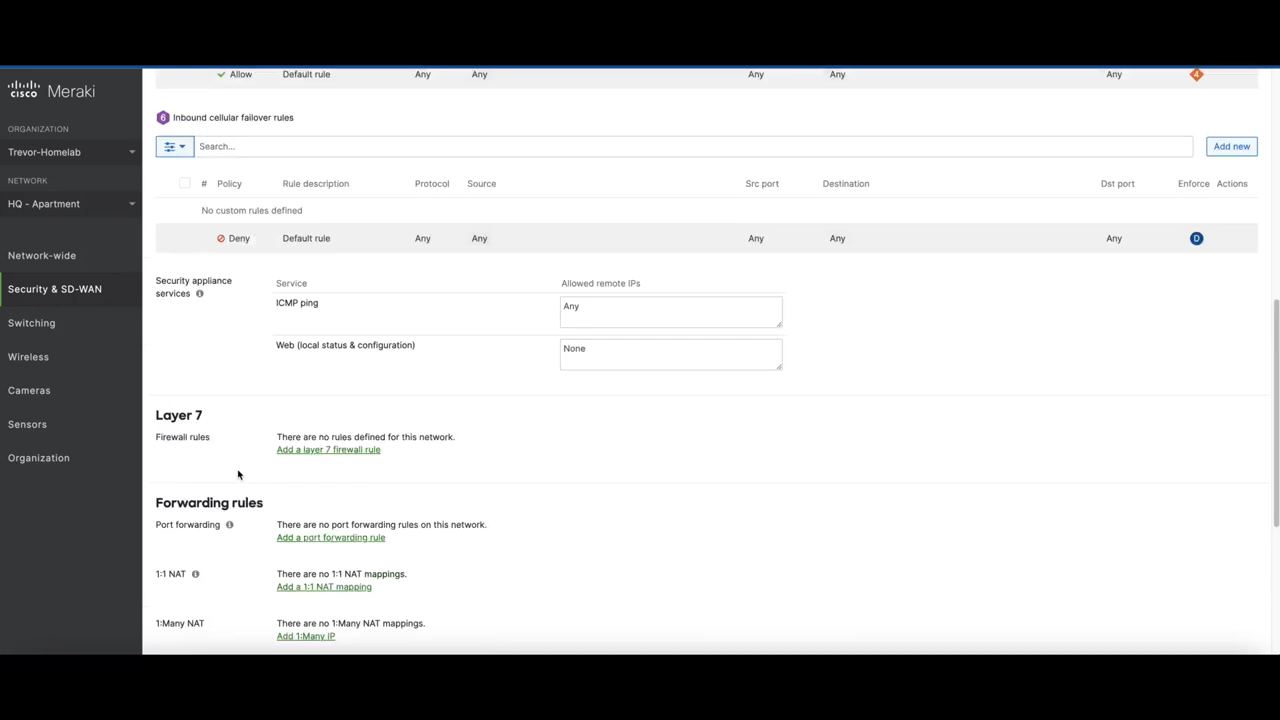 CISCO Meraki
ORGANIZATION
Trevor-Homelab
NETWORK
HQ - Apartment
Network-wide
Security & SD-WAN
Switching
Wireless
Cameras
Sensors
Organization
Allow Default rule Any Any Any Any Any 4
6 Inbound cellular failover rules
Search... Add new
# Policy Rule description Protocol Source Src port Destination Dst port Enforce Actions
No custom rules defined
Deny Default rule Any Any Any Any Any D
Security appliance
services
Service Allowed remote IPs
ICMP ping Any
Web (local status & configuration) None
Layer 7
Firewall rules There are no rules defined for this network.
Add a layer 7 firewall rule
Forwarding rules
Port forwarding There are no port forwarding rules on this network.
Add a port forwarding rule
1:1 NAT There are no 1:1 NAT mappings.
Add a 1:1 NAT mapping
1:Many NAT There are no 1:Many NAT mappings.
Add 1:Many IP